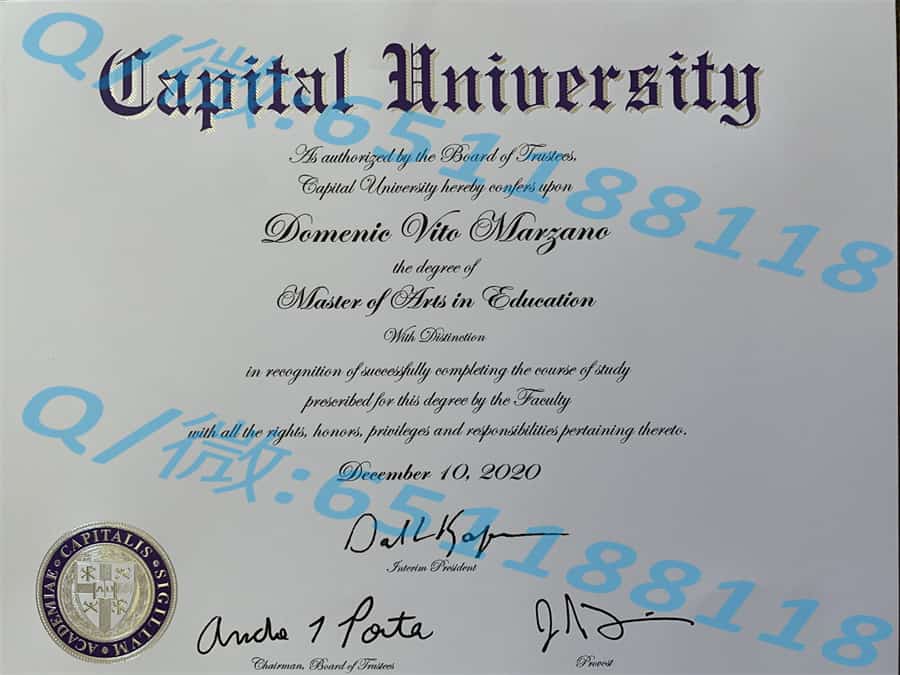 Capital University
Q/微:651188118
As authorized by the Board of Trustees,
Capital University hereby confers upon
Domenic Vito Marzano
the degree of
Master of Arts in Education
With Distinction
in recognition of successfully completing the course of study
prescribed for this degree by the Faculty
Q/微:651188118
with all the rights, honors, privileges and responsibilities pertaining thereto.
December 10, 2020
Interim President
CAPITALIS SIGILLVM ACADEMIAE
Chairman, Board of Trustees
Provost